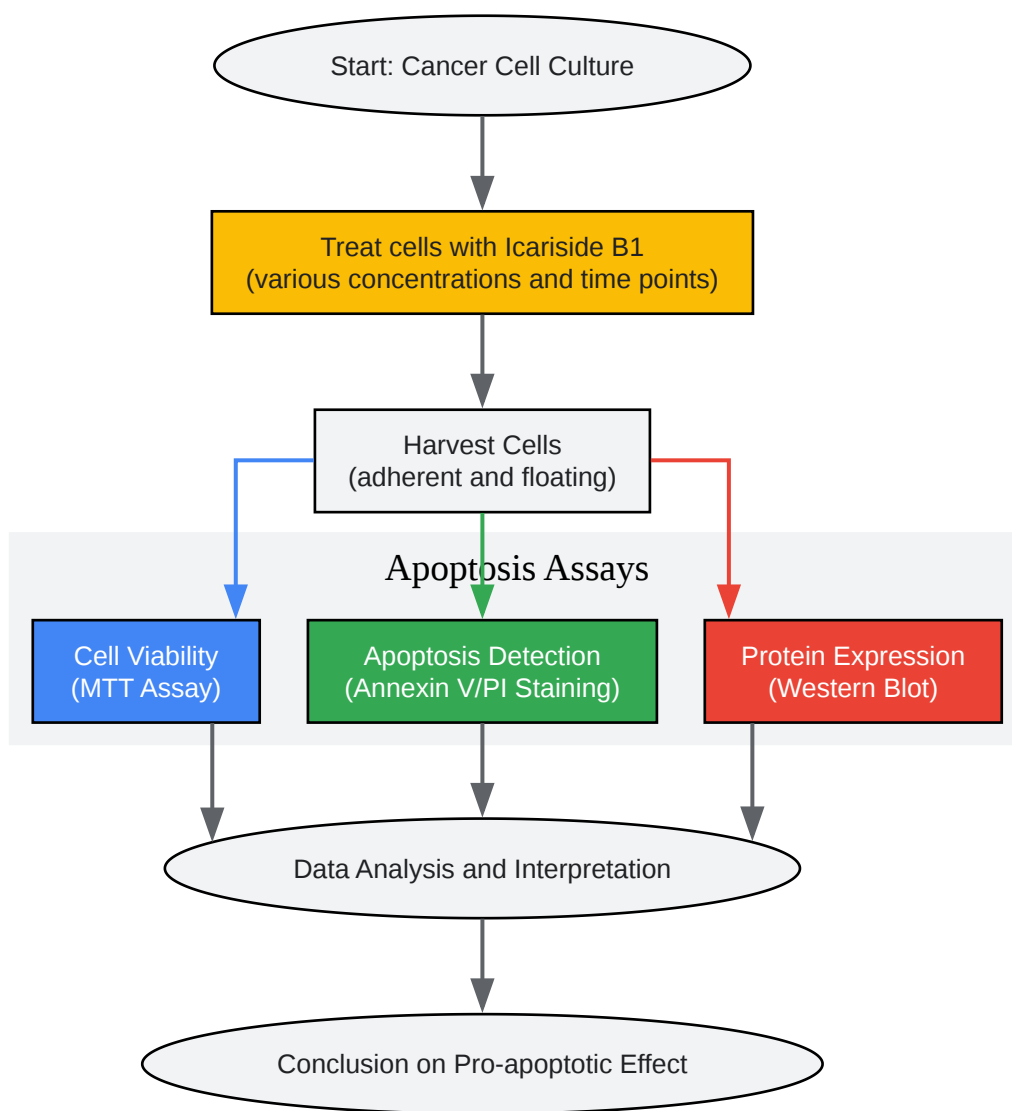 Start: Cancer Cell Culture
Treat cells with Icariside B1
(various concentrations and time points)
Harvest Cells
(adherent and floating)
Apoptosis Assays
Cell Viability
(MTT Assay)
Apoptosis Detection
(Annexin V/PI Staining)
Protein Expression
(Western Blot)
Data Analysis and Interpretation
Conclusion on Pro-apoptotic Effect